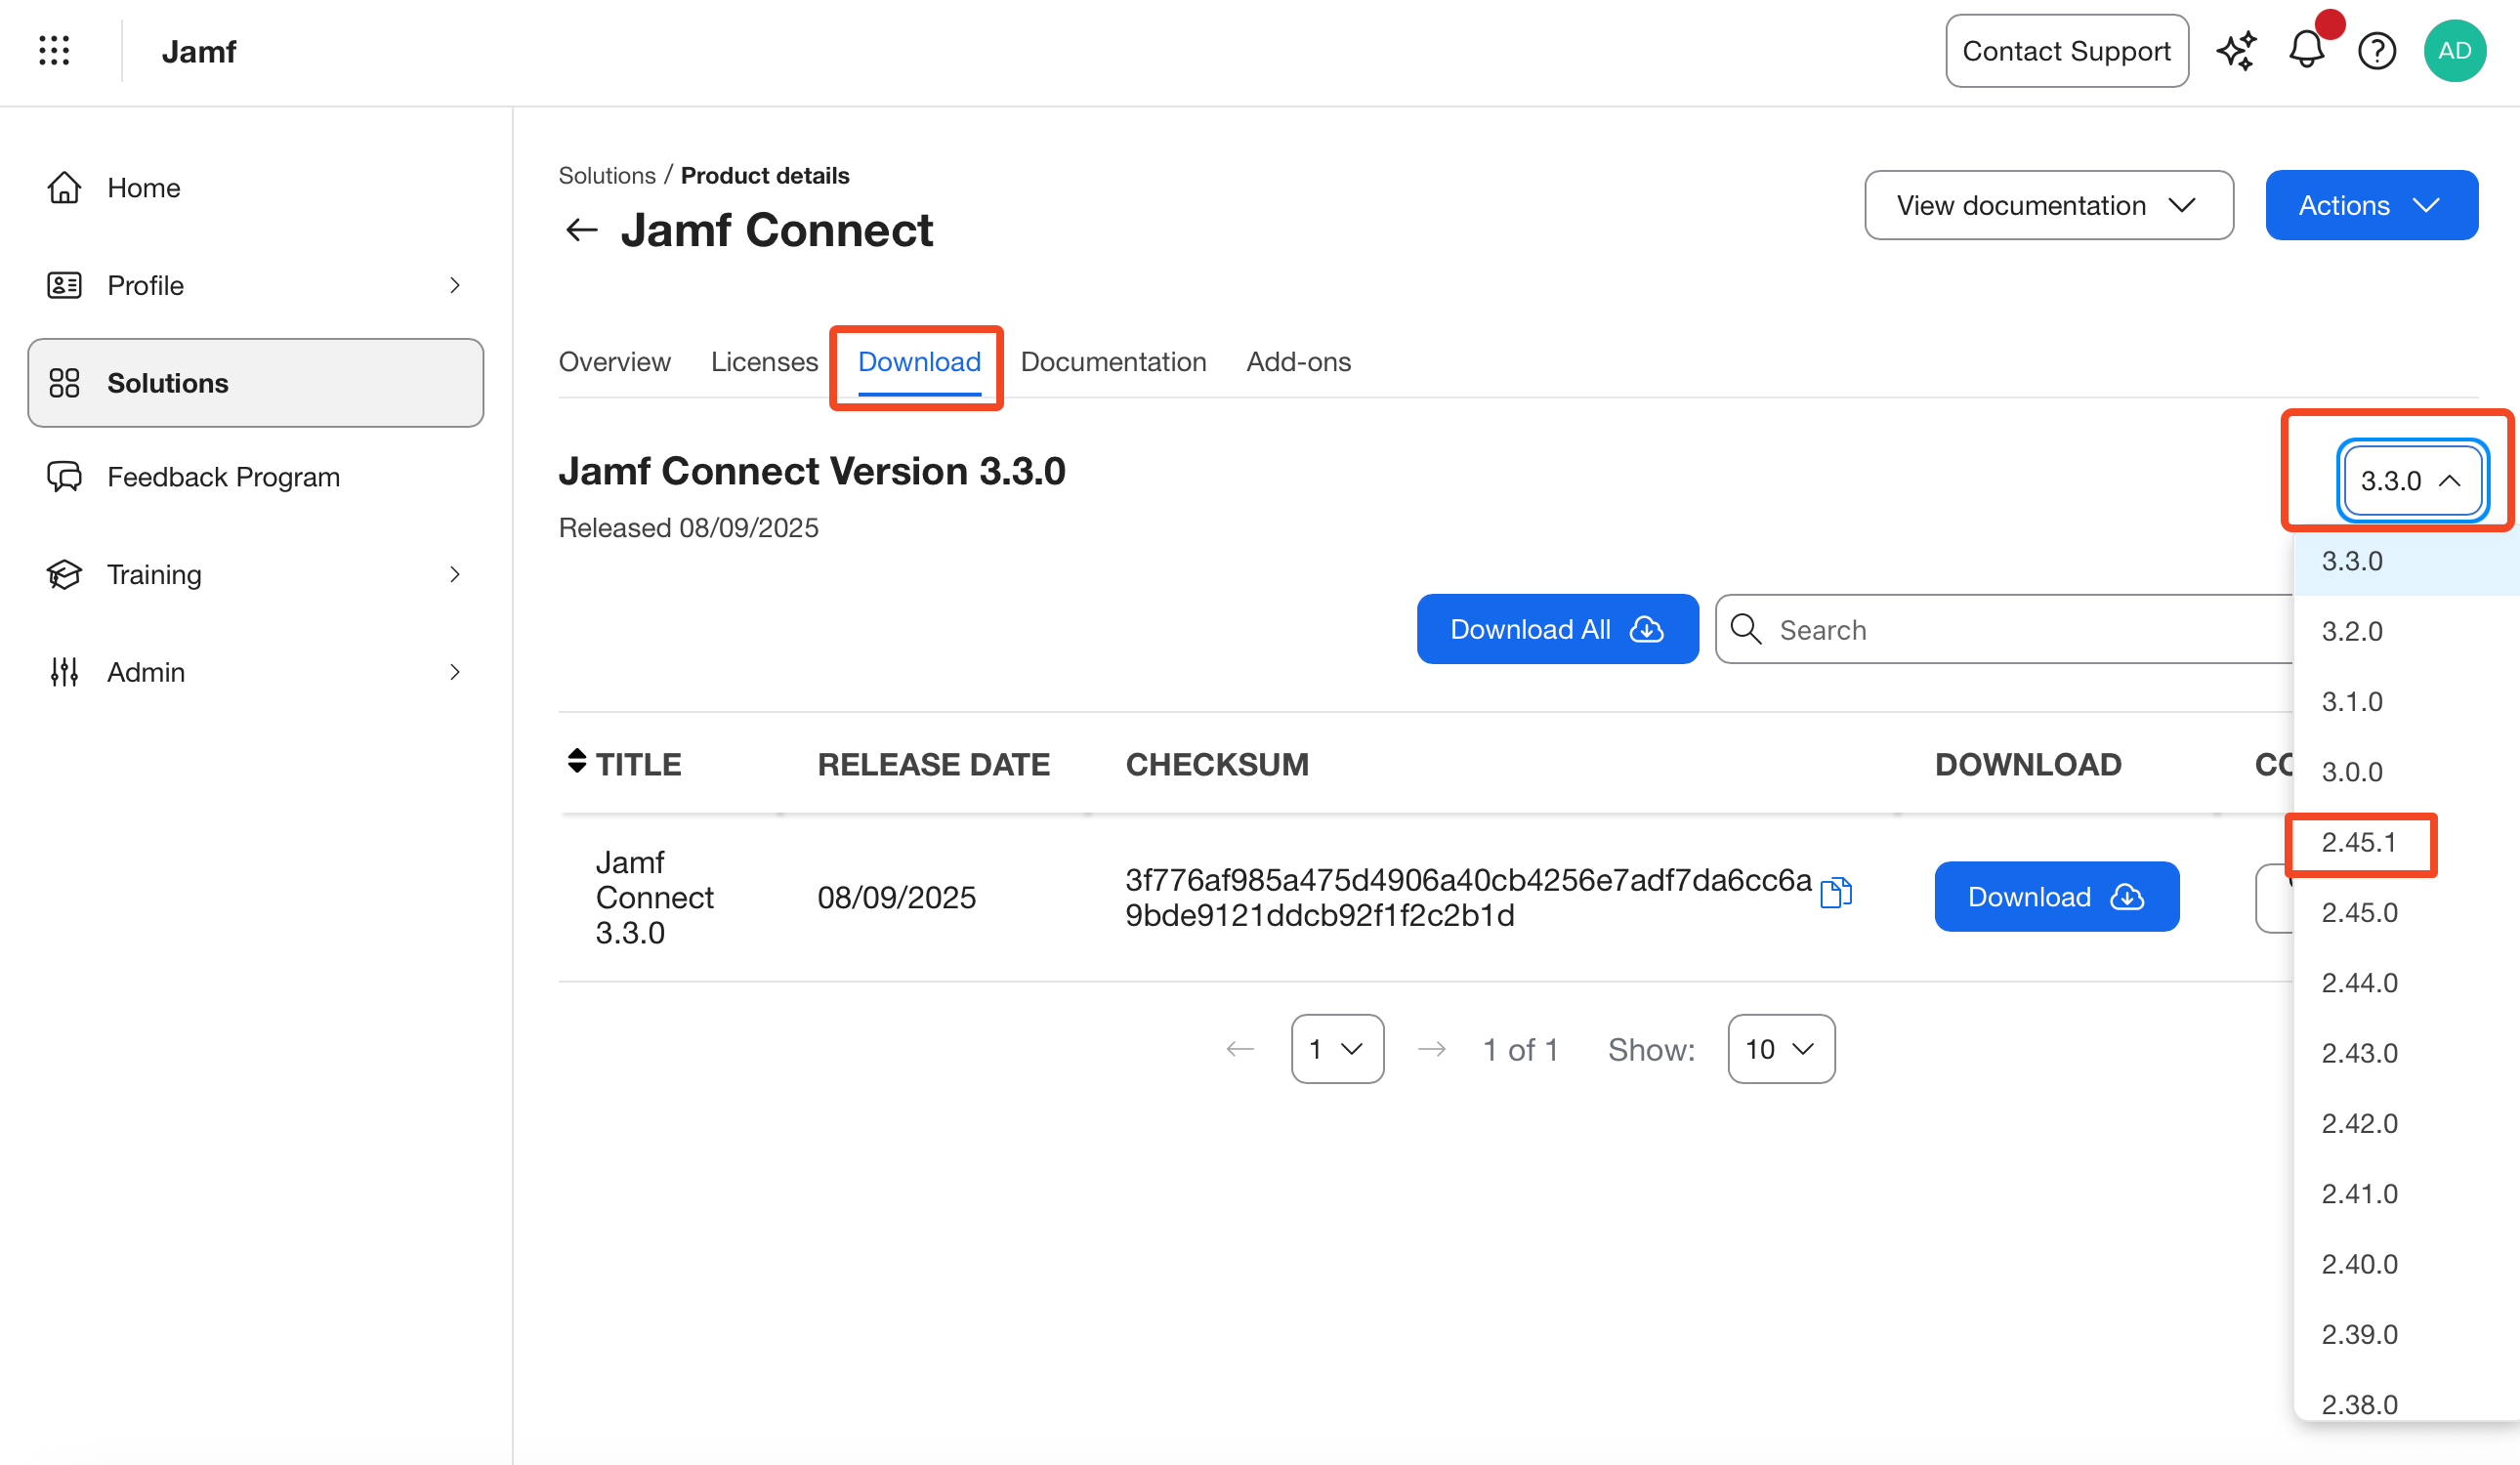 Jamf
Contact Support
AD
Home
Profile
Solutions
Feedback Program
Training
Admin
Solutions / Product details
Jamf Connect
View documentation
Actions
Overview
Licenses
Download
Documentation
Add-ons
Jamf Connect Version 3.3.0
Released 08/09/2025
3.3.0
3.3.0
3.2.0
3.1.0
3.0.0
2.45.1
2.45.0
2.44.0
2.43.0
2.42.0
2.41.0
2.40.0
2.39.0
2.38.0
Download All
Search
TITLE
RELEASE DATE
CHECKSUM
DOWNLOAD
Jamf
Connect
3.3.0
08/09/2025
3f776af985a475d4906a40cb4256e7adf7da6cc6a
9bde9121ddcb92f1f2c2b1d
Download
1
1 of 1
Show:
10